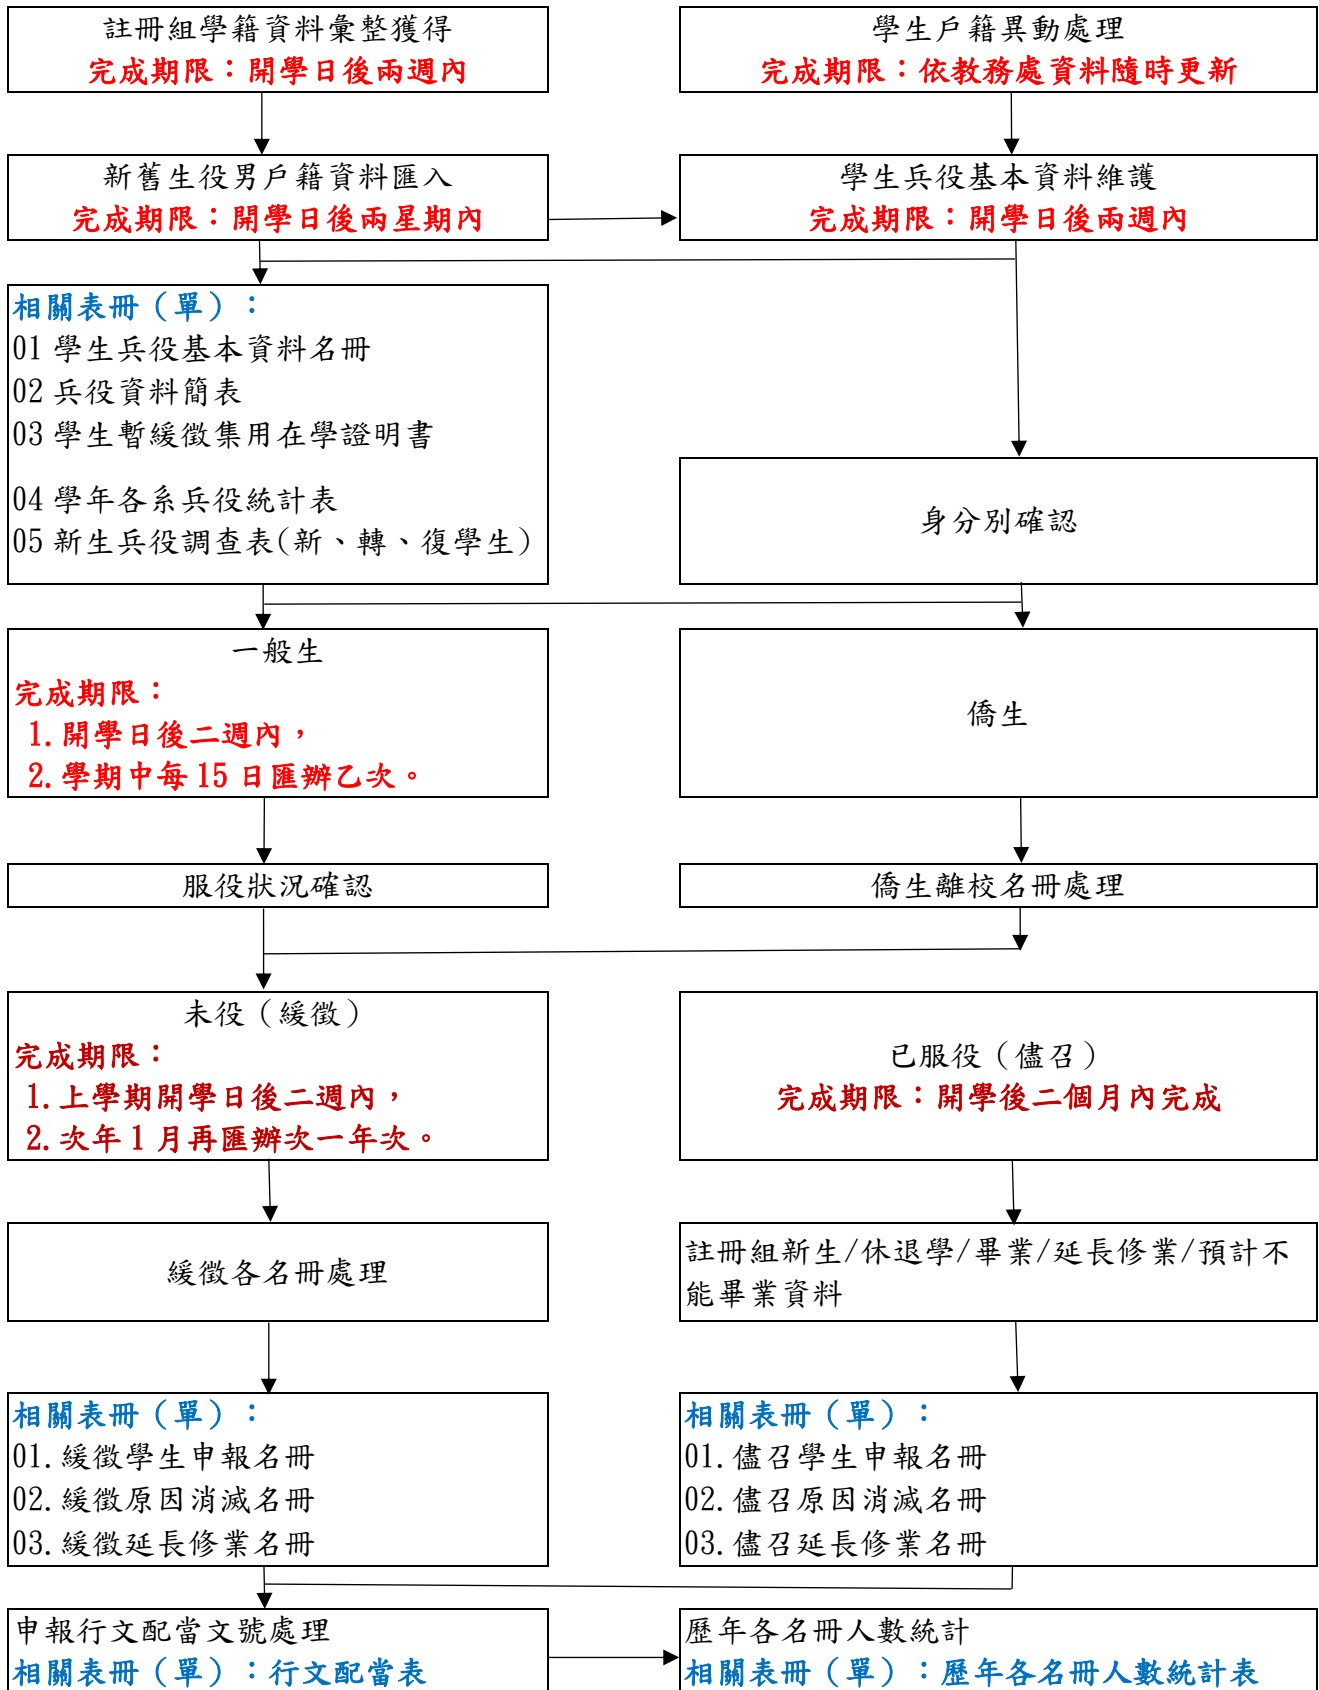 註冊組學籍資料彙整獲得
完成期限：開學日後兩週內
學生戶籍異動處理
完成期限：依教務處資料隨時更新
新舊生役男戶籍資料匯入
完成期限：開學日後兩星期內
學生兵役基本資料維護
完成期限：開學日後兩週內
相關表冊（單）：
01 學生兵役基本資料名冊
02 兵役資料簡表
03 學生暫緩徵集用在學證明書
04 學年各系兵役統計表
05 新生兵役調查表(新、轉、復學生)
身分別確認
一般生
完成期限：
1.開學日後二週內，
2.學期中每 15 日匯辦乙次。
僑生
服役狀況確認
僑生離校名冊處理
未役（緩徵）
完成期限：
1.上學期開學日後二週內，
2.次年 1 月再匯辦次一年次。
已服役（儘召）
完成期限：開學後二個月內完成
緩徵各名冊處理
註冊組新生/休退學/畢業/延長修業/預計不
能畢業資料
相關表冊（單）：
01.緩徵學生申報名冊
02.緩徵原因消滅名冊
03.緩徵延長修業名冊
相關表冊（單）：
01.儘召學生申報名冊
02.儘召原因消滅名冊
03.儘召延長修業名冊
申報行文配當文號處理
相關表冊（單）：行文配當表
歷年各名冊人數統計
相關表冊（單）：歷年各名冊人數統計表